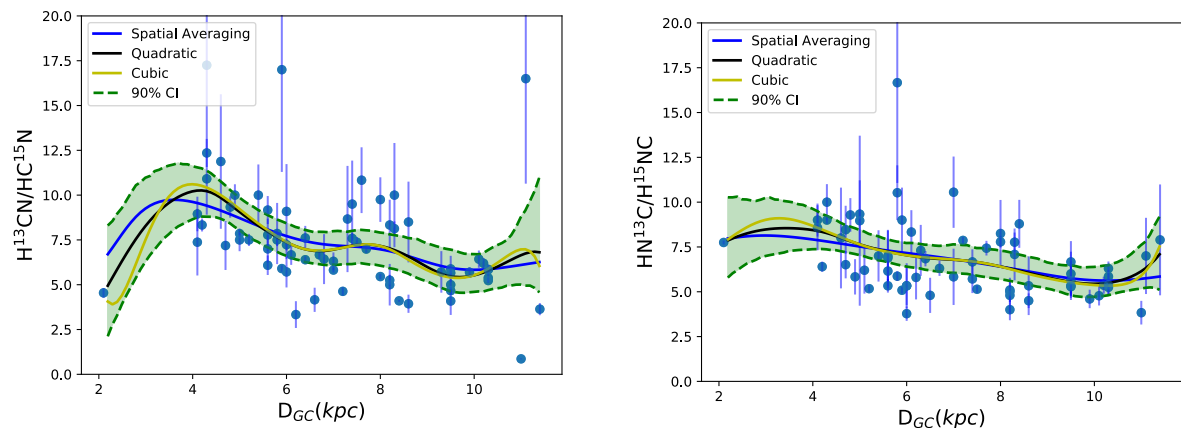 20.0
17.5
15.0
12.5
10.0
7.5
5.0
2.5
0.0
H¹³CN/HC¹⁵N
Spatial Averaging
Quadratic
Cubic
90% CI
2 4 6 8 10
D_GC(kpc)
20.0
17.5
15.0
12.5
10.0
7.5
5.0
2.5
0.0
HN¹³C/H¹⁵NC
Spatial Averaging
Quadratic
Cubic
90% CI
2 4 6 8 10
D_GC(kpc)